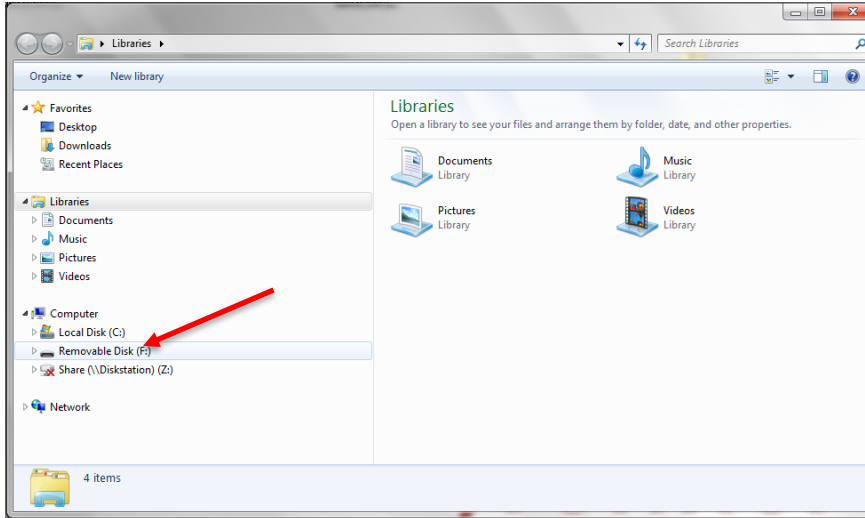 Libraries
Search Libraries
Organize
New library
Favorites
Desktop
Downloads
Recent Places
Libraries
Documents
Music
Pictures
Videos
Computer
Local Disk (C:)
Removable Disk (F:)
Share (\\Diskstation) (Z:)
Network
Libraries
Open a library to see your files and arrange them by folder, date, and other properties.
Documents
Library
Music
Library
Pictures
Library
Videos
Library
4 items